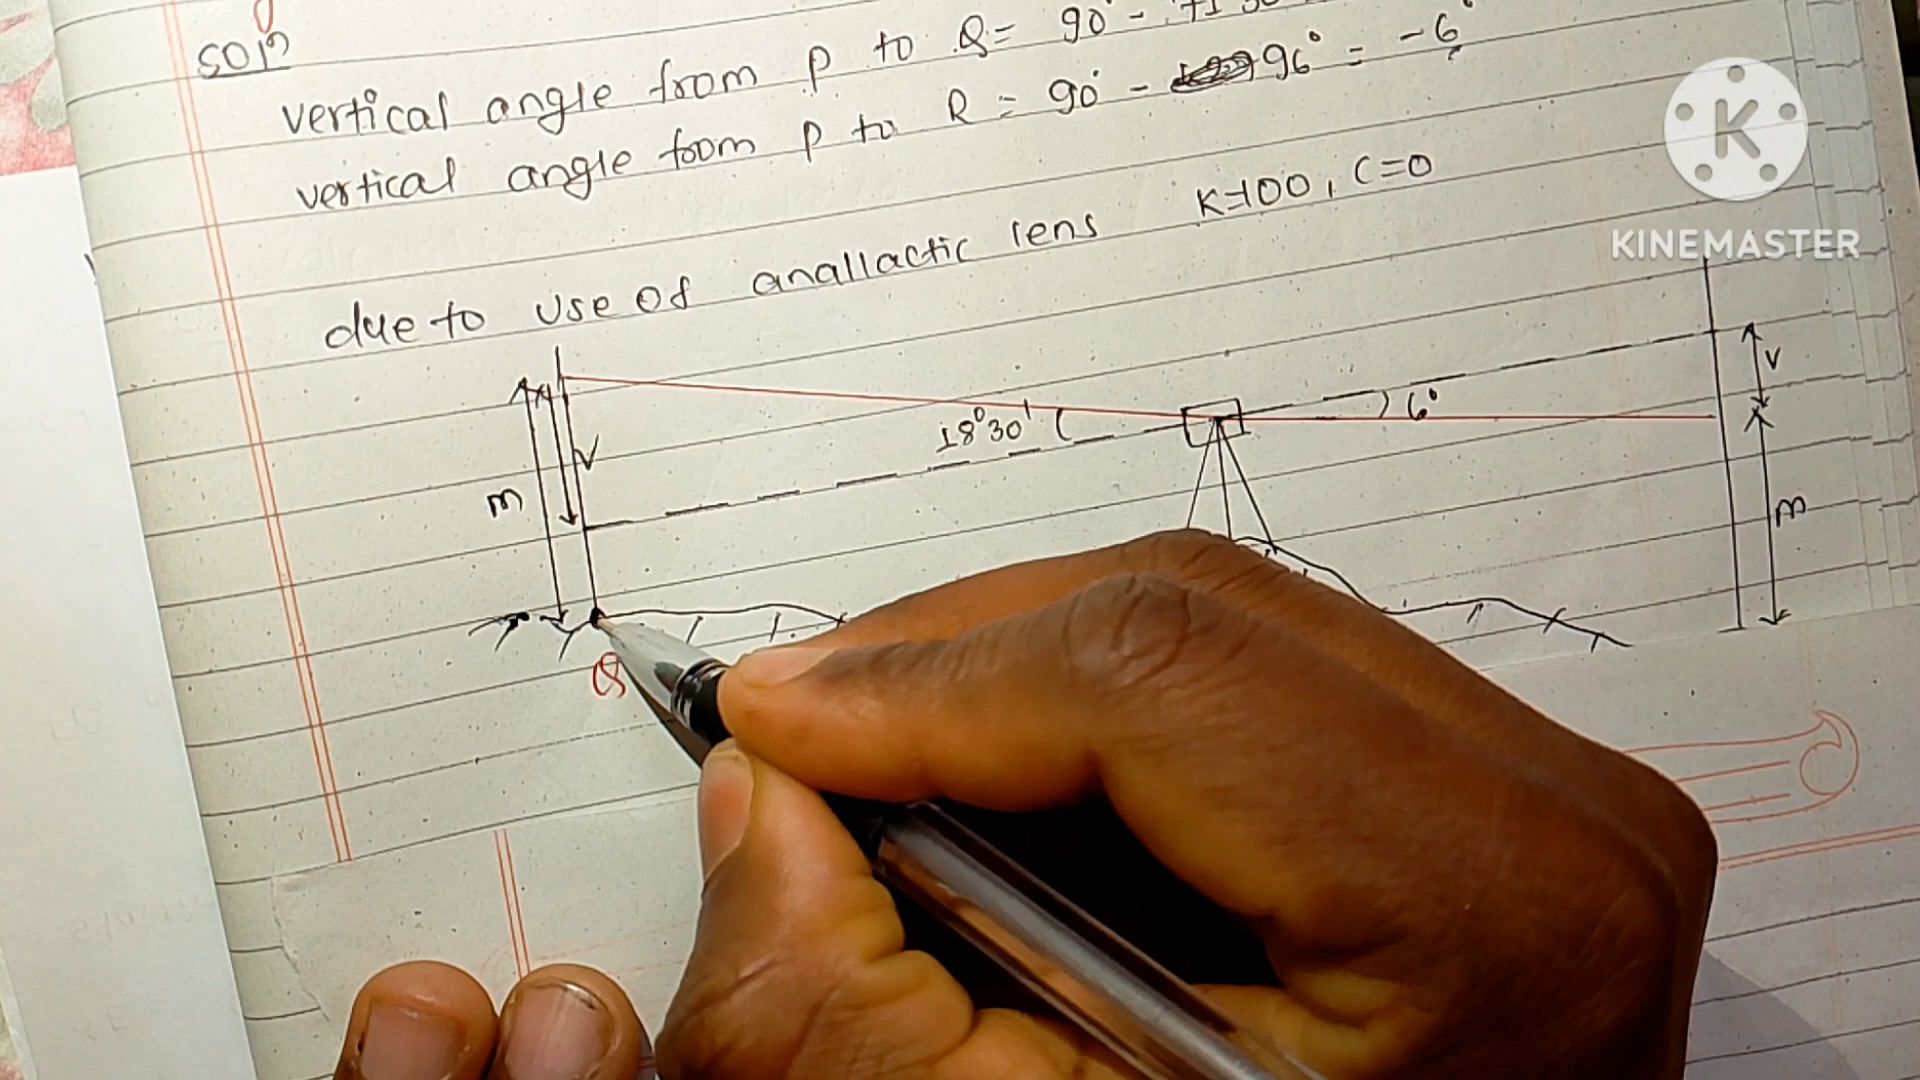 soln
vertical angle from P to Q = 90° -
vertical angle from P to R = 90° - 96° = -6°
due to use of anallactic lens K=100, C=0
KINEMASTER
V
18°30' 6°
V
m
m
Q